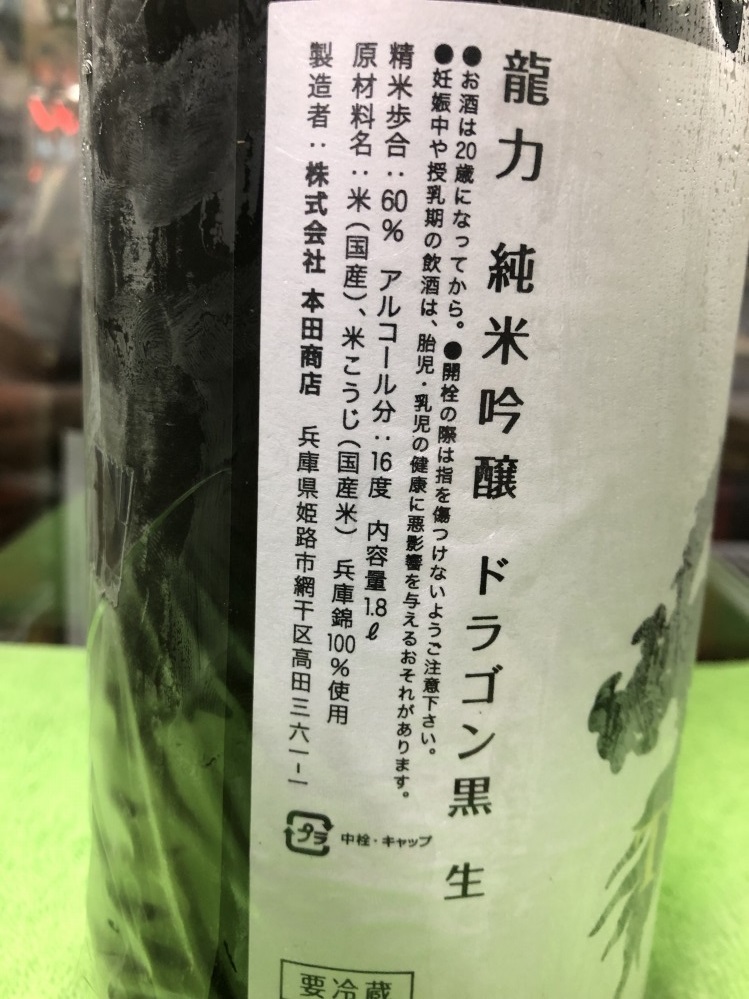 龍力 純米吟醸 ドラゴン黒 生
●お酒は20歳になってから。●開栓の際は指を傷つけないようご注意下さい。
●妊娠中や授乳期の飲酒は、胎児・乳児の健康に悪影響を与えるおそれがあります。
精米歩合：60％ アルコール分：16度 内容量1.8ℓ
原材料名：米（国産）、米こうじ（国産米） 兵庫錦100％使用
製造者：株式会社 本田商店 兵庫県姫路市網干区高田三六一−一
プラ 中栓・キャップ
要冷蔵